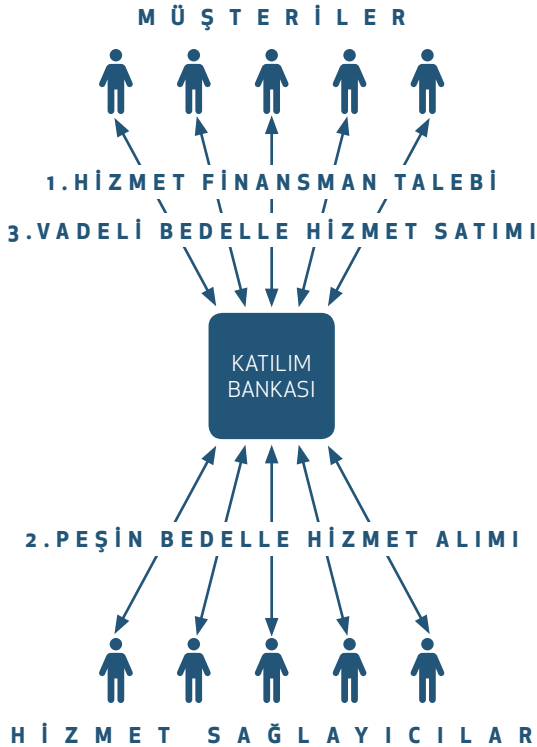 MÜŞTERİLER
1.HİZMET FİNANSMAN TALEBİ
3.VADELİ BEDELLE HİZMET SATIMI
KATILIM
BANKASI
2.PEŞİN BEDELLE HİZMET ALIMI
HİZMET SAĞLAYICILAR